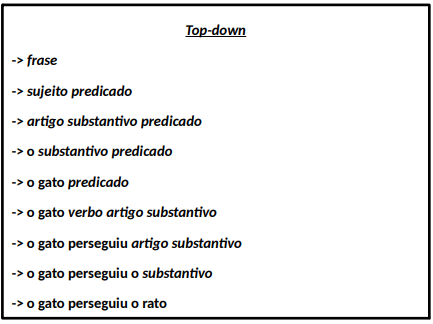 Top-down
-> frase
-> sujeito predicado
-> artigo substantivo predicado
-> o substantivo predicado
-> o gato predicado
-> o gato verbo artigo substantivo
-> o gato perseguiu artigo substantivo
-> o gato perseguiu o substantivo
-> o gato perseguiu o rato